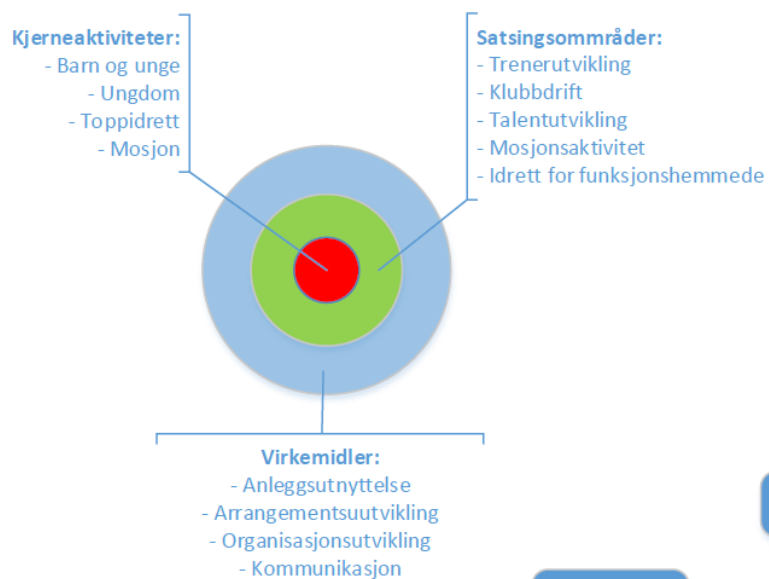 Kjerneaktiviteter:
- Barn og unge
- Ungdom
- Toppidrett
- Mosjon
Satsingsommråder:
- Trenerutvikling
- Klubbdrift
- Talentutvikling
- Mosjonsaktivitet
- Idrett for funksjonshemmede
Virkemidler:
- Anleggsutnyttelse
- Arrangementsuutvikling
- Organisasjonsutvikling
- Kommunikasjon